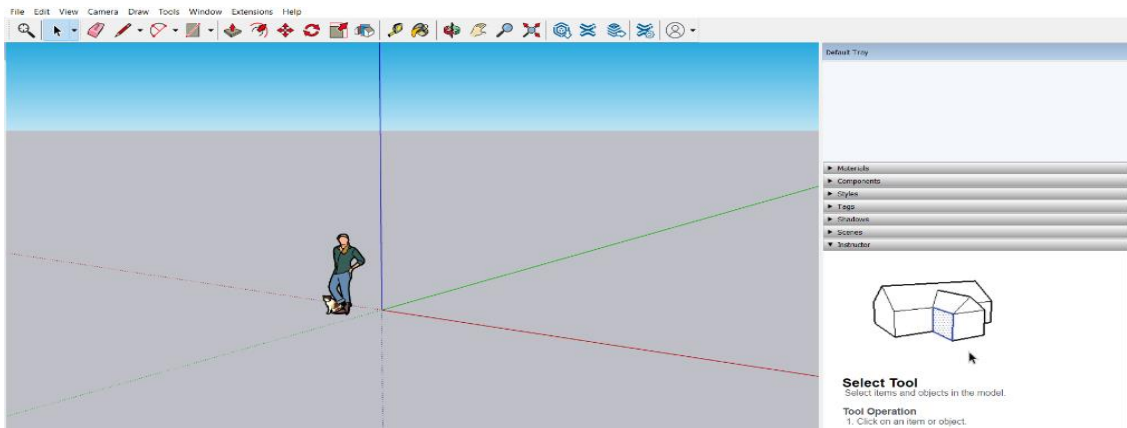 File Edit View Camera Draw Tools Window Extensions Help
Default Tray
Materials
Components
Styles
Tags
Shadows
Scenes
Instructor
Select Tool
Select items and objects in the model.
Tool Operation
1. Click on an item or object.